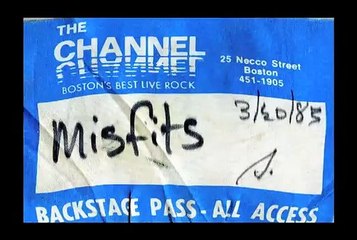 THE
CHANNEL
BOSTON'S BEST LIVE ROCK
25 Necco Street
Boston
451-1905
Misfits
3/20/85
BACKSTAGE PASS - ALL ACCESS